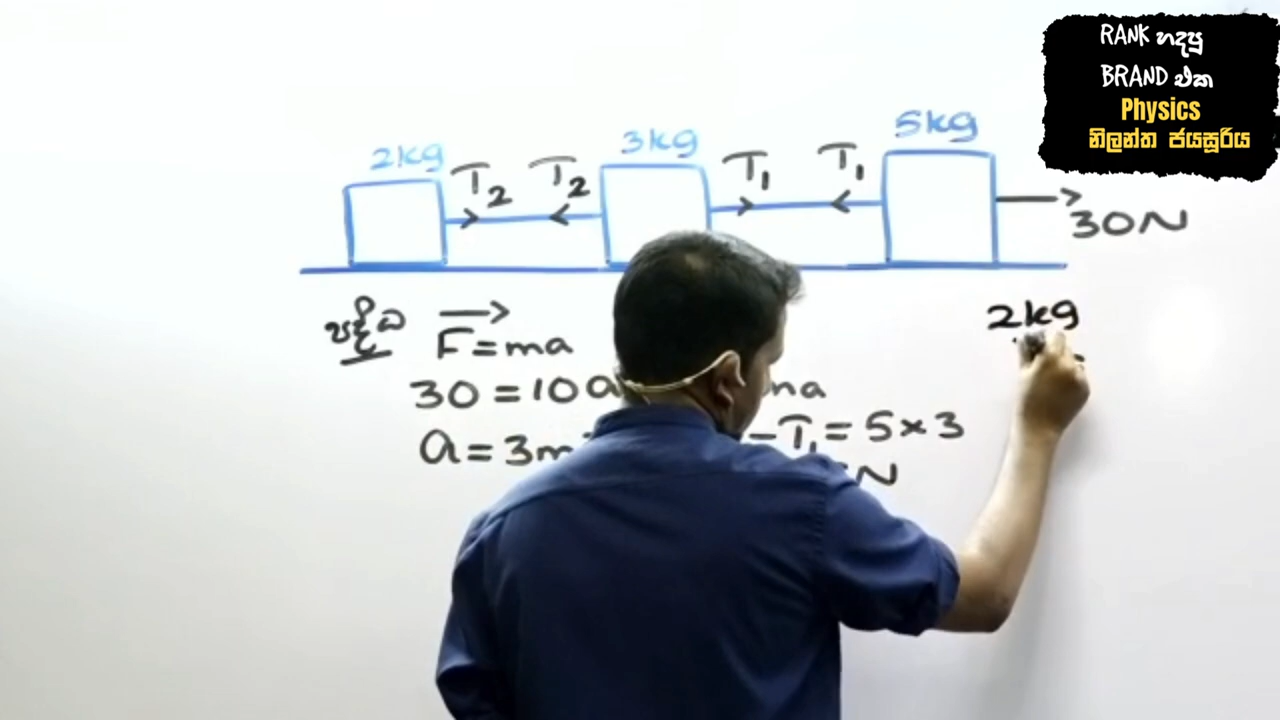 RANK හදපු
BRAND එක
Physics
නිලන්ත ජයසූරිය
2kg
3kg
5kg
T₂
T₂
T₁
T₁
30N
පද්ධ
F=ma
30=10a
a=3m
ma
-T₁=5×3
N
2kg